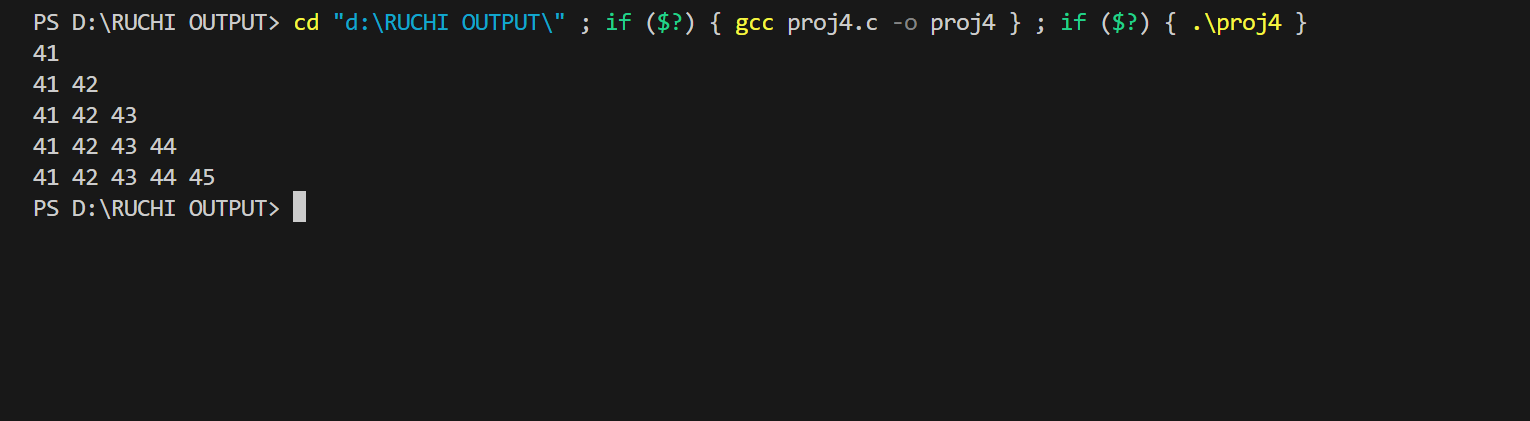 PS D:\RUCHI OUTPUT> cd "d:\RUCHI OUTPUT\" ; if ($?) { gcc proj4.c -o proj4 } ; if ($?) { .\proj4 }
41
41 42
41 42 43
41 42 43 44
41 42 43 44 45
PS D:\RUCHI OUTPUT>